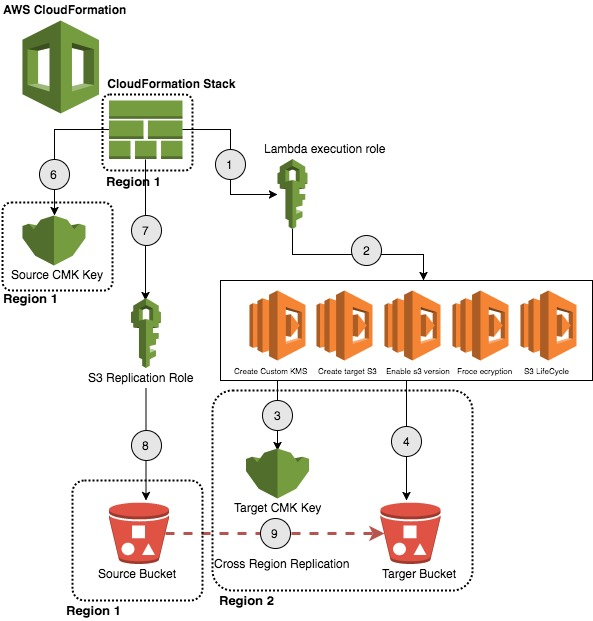 AWS CloudFormation
CloudFormation Stack
Region 1
1
Lambda execution role
6
7
2
Source CMK Key
Region 1
Create Custom KMS
Create target S3
Enable s3 version
Froce ecryption
S3 LifeCycle
S3 Replication Role
3
4
8
Target CMK Key
9
Source Bucket
Cross Region Replication
Targer Bucket
Region 1
Region 2